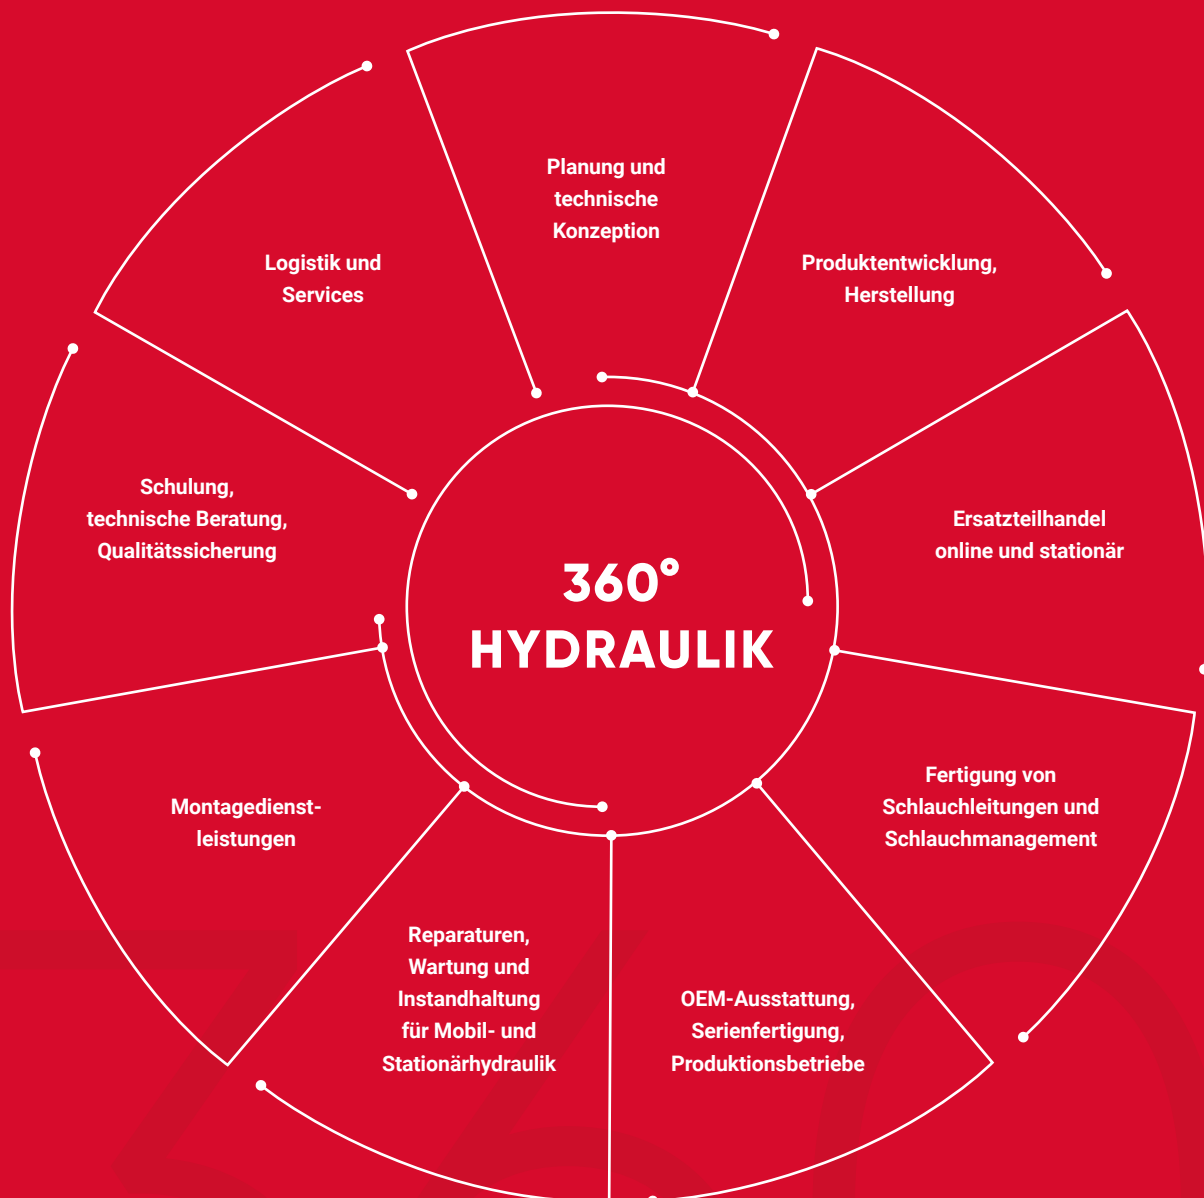 Planung und
technische
Konzeption
Produktentwicklung,
Herstellung
Ersatzteilhandel
online und stationär
Fertigung von
Schlauchleitungen und
Schlauchmanagement
OEM-Ausstattung,
Serienfertigung,
Produktionsbetriebe
Reparaturen,
Wartung und
Instandhaltung
für Mobil- und
Stationärhydraulik
Montagedienst-
leistungen
Schulung,
technische Beratung,
Qualitätssicherung
Logistik und
Services
360°
HYDRAULIK
360